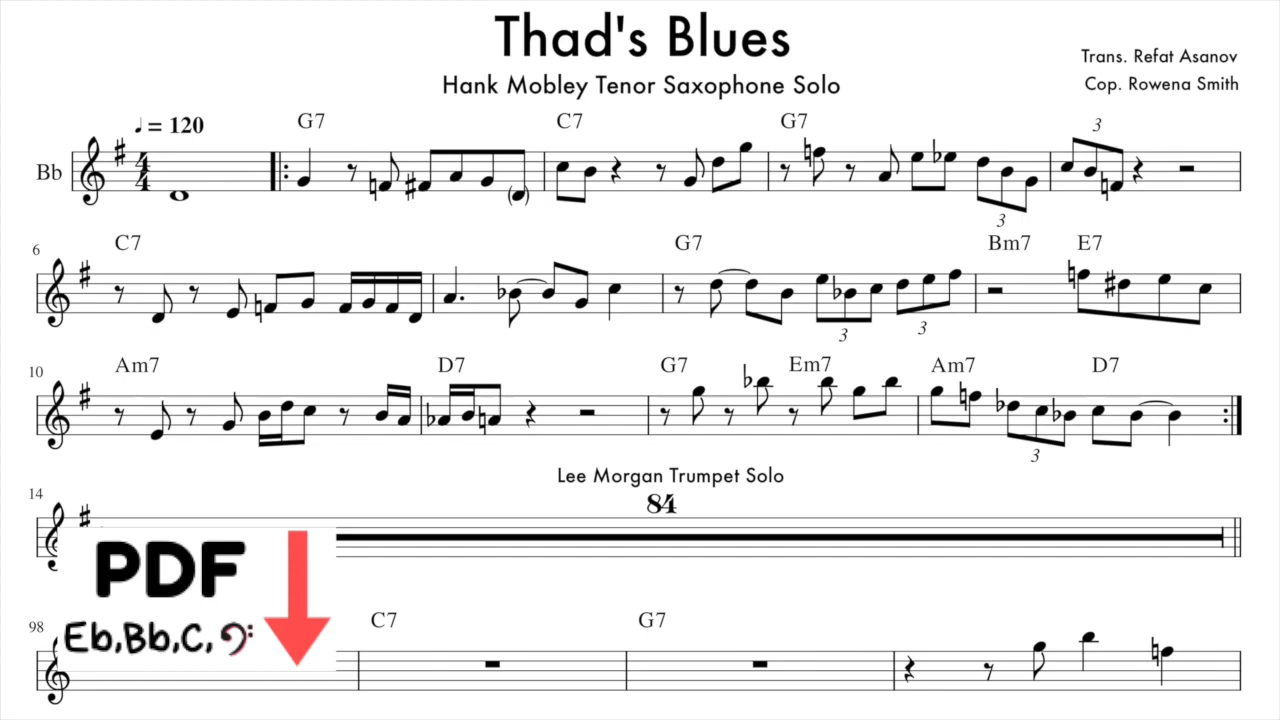 Thad's Blues
Hank Mobley Tenor Saxophone Solo
Trans. Refat Asanov
Cop. Rowena Smith
♩ = 120
G7 C7 G7 3
Bb 4/4
3
6
C7 G7 Bm7 E7
3 3
10
Am7 D7 G7 Em7 Am7 D7
3
Lee Morgan Trumpet Solo
14
84
PDF
98
Eb,Bb,C,𝄢
C7 G7